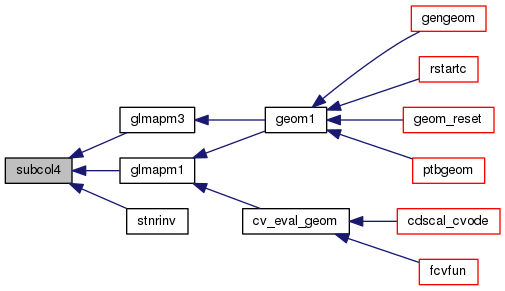 gengeom
rstartc
glmapm3
geom1
geom_reset
subcol4
glmapm1
ptbgeom
stnrinv
cv_eval_geom
cdscal_cvode
fcvfun